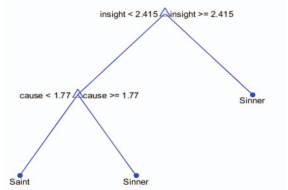 insight < 2.415 insight >= 2.415
cause < 1.77 cause >= 1.77
Sinner
Saint Sinner